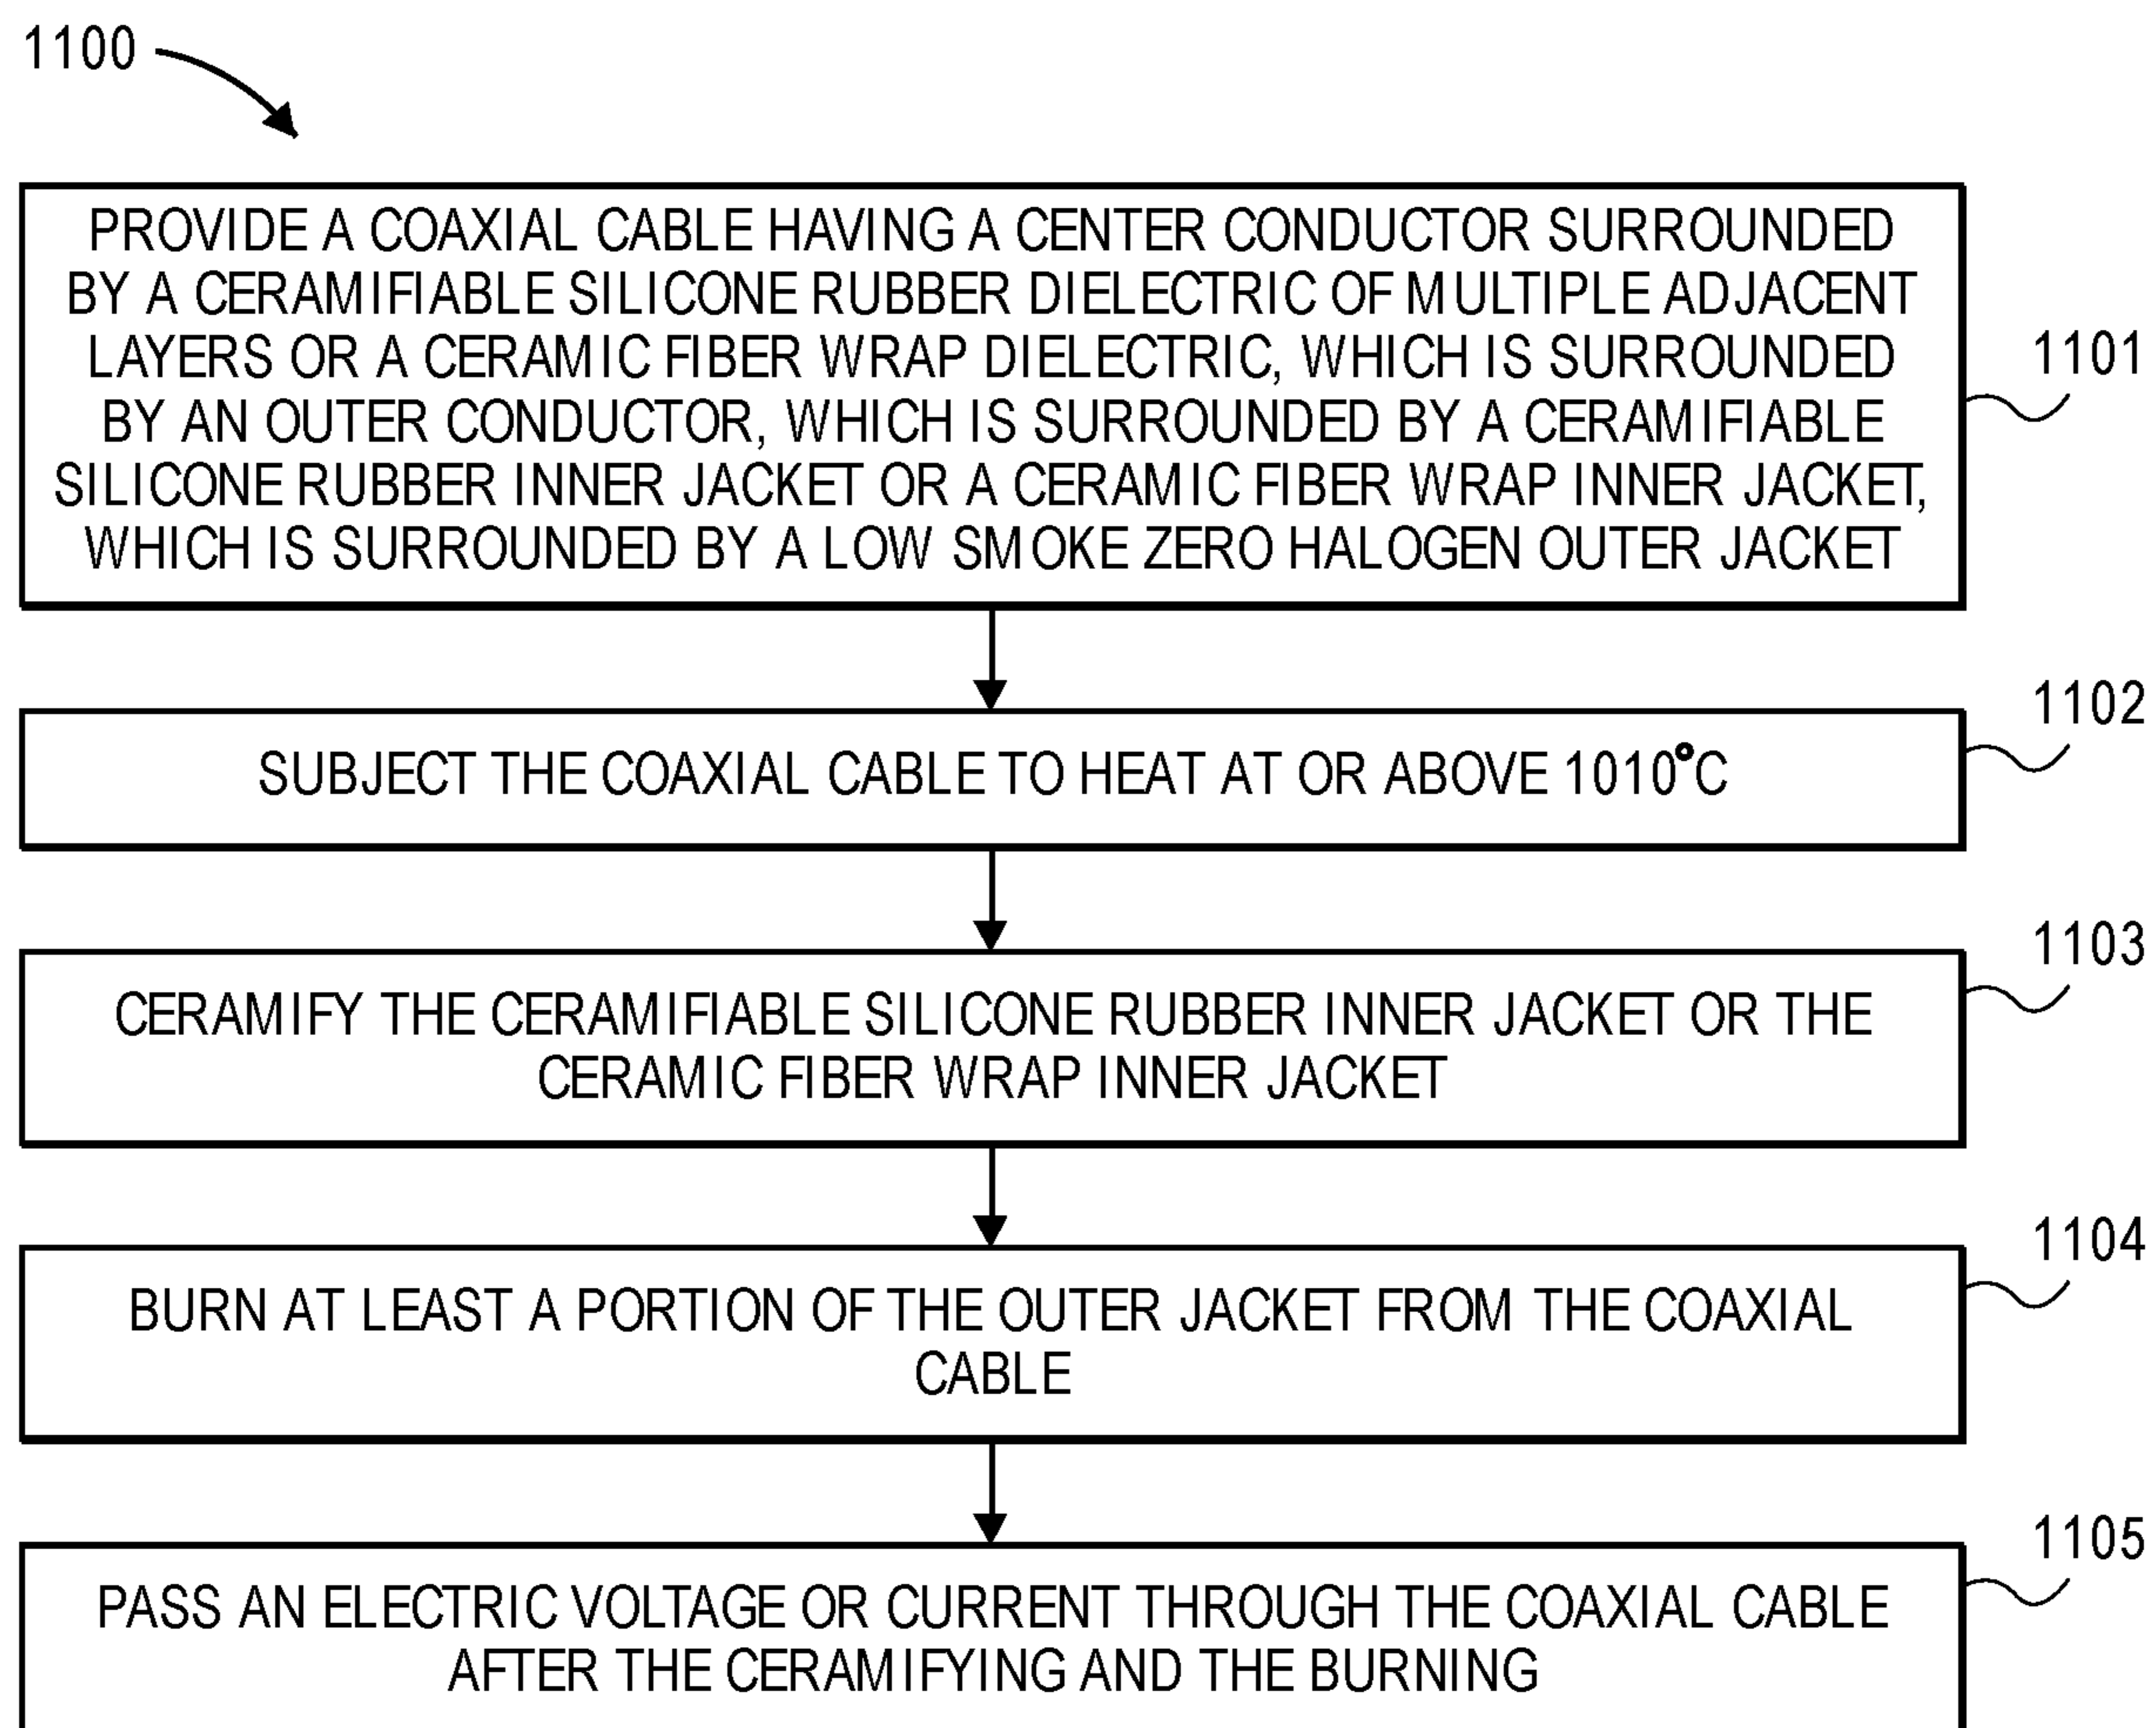 1100
PROVIDE A COAXIAL CABLE HAVING A CENTER CONDUCTOR SURROUNDED
BY A CERAMIFIABLE SILICONE RUBBER DIELECTRIC OF MULTIPLE ADJACENT
LAYERS OR A CERAMIC FIBER WRAP DIELECTRIC, WHICH IS SURROUNDED
BY AN OUTER CONDUCTOR, WHICH IS SURROUNDED BY A CERAMIFIABLE
SILICONE RUBBER INNER JACKET OR A CERAMIC FIBER WRAP INNER JACKET,
WHICH IS SURROUNDED BY A LOW SMOKE ZERO HALOGEN OUTER JACKET
1101
SUBJECT THE COAXIAL CABLE TO HEAT AT OR ABOVE 1010°C
1102
CERAMIFY THE CERAMIFIABLE SILICONE RUBBER INNER JACKET OR THE
CERAMIC FIBER WRAP INNER JACKET
1103
BURN AT LEAST A PORTION OF THE OUTER JACKET FROM THE COAXIAL
CABLE
1104
PASS AN ELECTRIC VOLTAGE OR CURRENT THROUGH THE COAXIAL CABLE
AFTER THE CERAMIFYING AND THE BURNING
1105